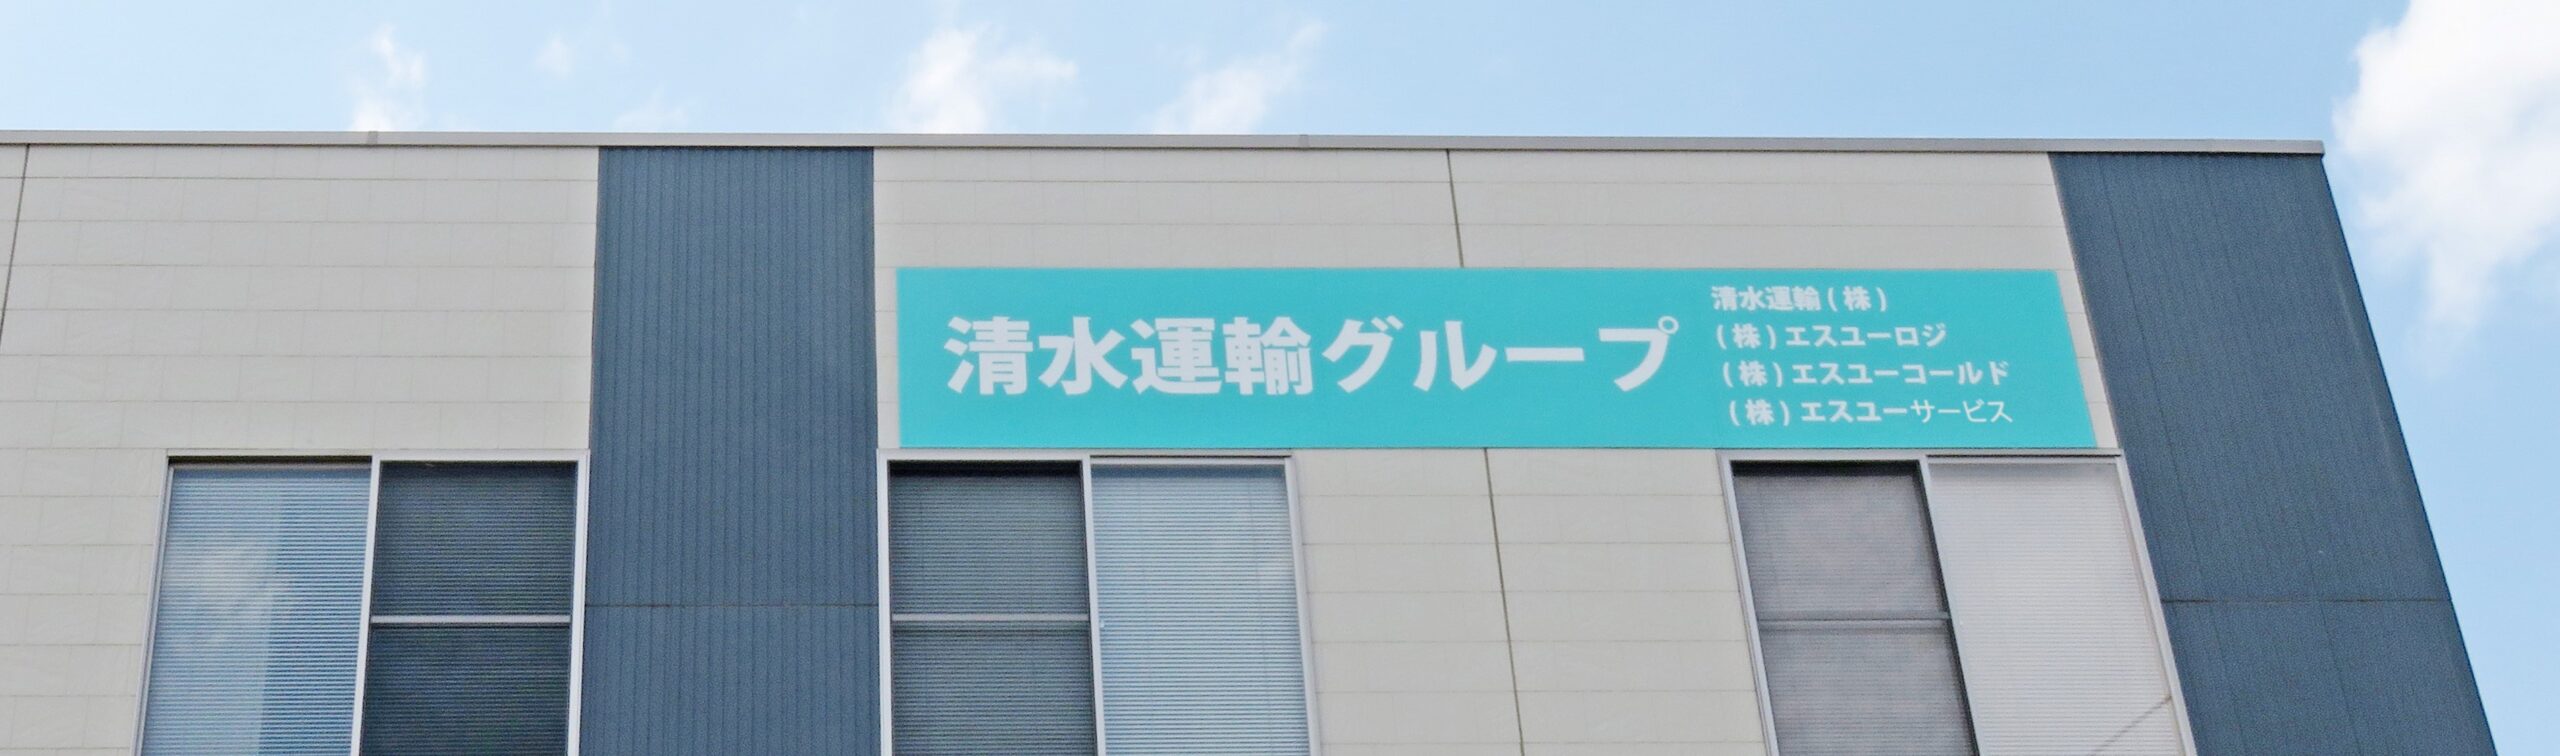 清水運輸グループ
清水運輸(株)
(株)エスユーロジ
(株)エスユーコールド
(株)エスユーサービス